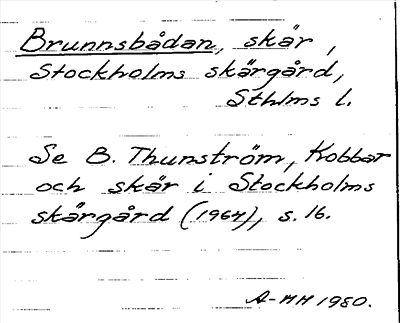 Brunnsbådan, skär,
Stockholms skärgård,
Sthlms l.
Se B. Thunström, Kobbar
och skär i Stockholms
skärgård (1964), s. 16.
A-MH 1980.